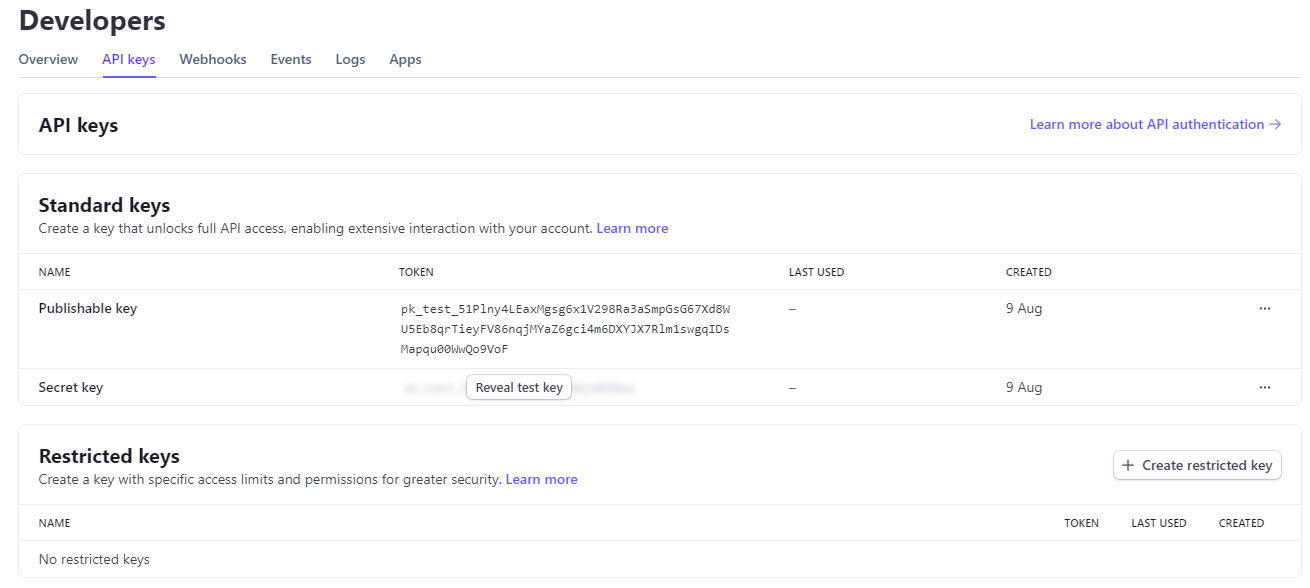 Developers
Overview API keys Webhooks Events Logs Apps
API keys
Learn more about API authentication →
Standard keys
Create a key that unlocks full API access, enabling extensive interaction with your account. Learn more
NAME TOKEN LAST USED CREATED
Publishable key pk_test_51Plny4LEaxMgsg6x1V298Ra3aSmpGsG67Xd8W – 9 Aug ···
U5Eb8qrTieyFV86nqjMYaZ6gci4m6DXYJX7Rlm1swgqIDs
Mapqu00WwQo9VoF
Secret key Reveal test key – 9 Aug ···
Restricted keys
+ Create restricted key
Create a key with specific access limits and permissions for greater security. Learn more
NAME TOKEN LAST USED CREATED
No restricted keys